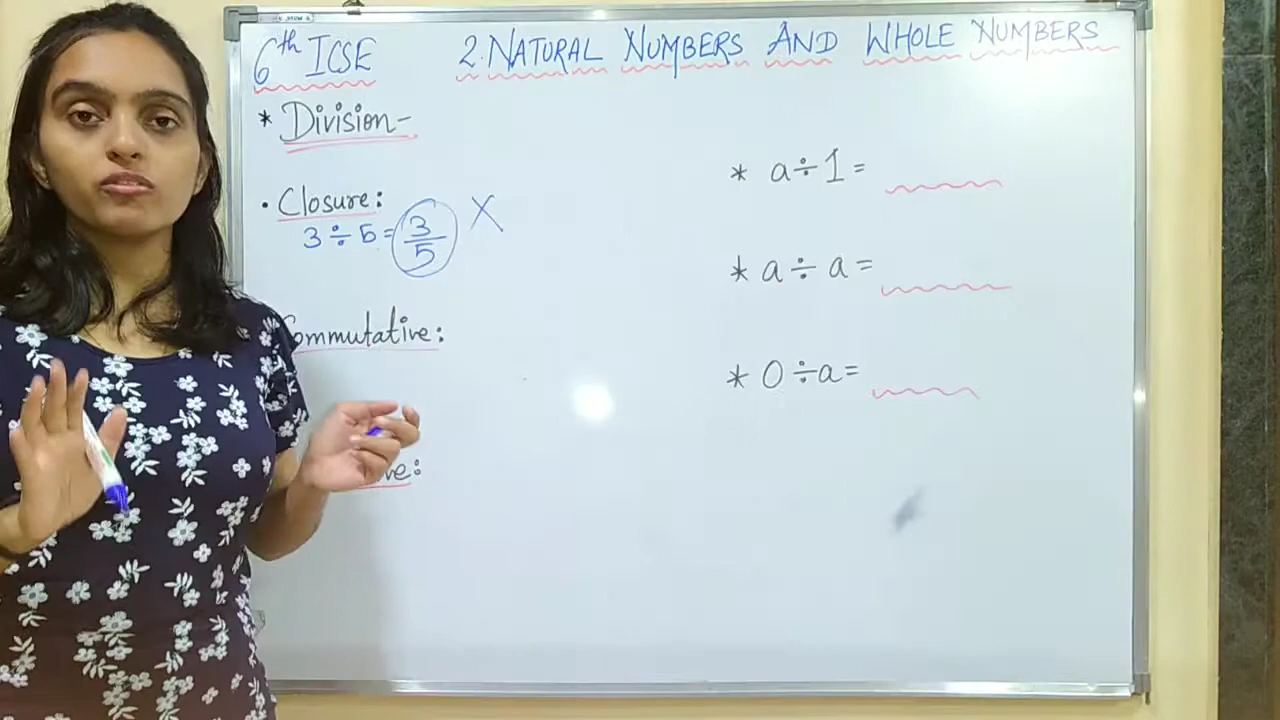 6th ICSE 2. NATURAL NUMBERS AND WHOLE NUMBERS
* Division-
• Closure:
3 ÷ 5 = 3/5 X
ommutative:
ve:
* a ÷ 1 =
* a ÷ a =
* 0 ÷ a =